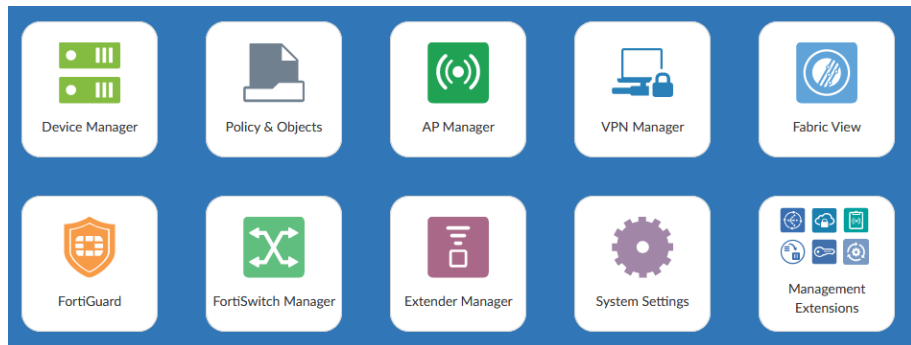 Device Manager
Policy & Objects
AP Manager
VPN Manager
Fabric View
FortiGuard
FortiSwitch Manager
Extender Manager
System Settings
Management
Extensions